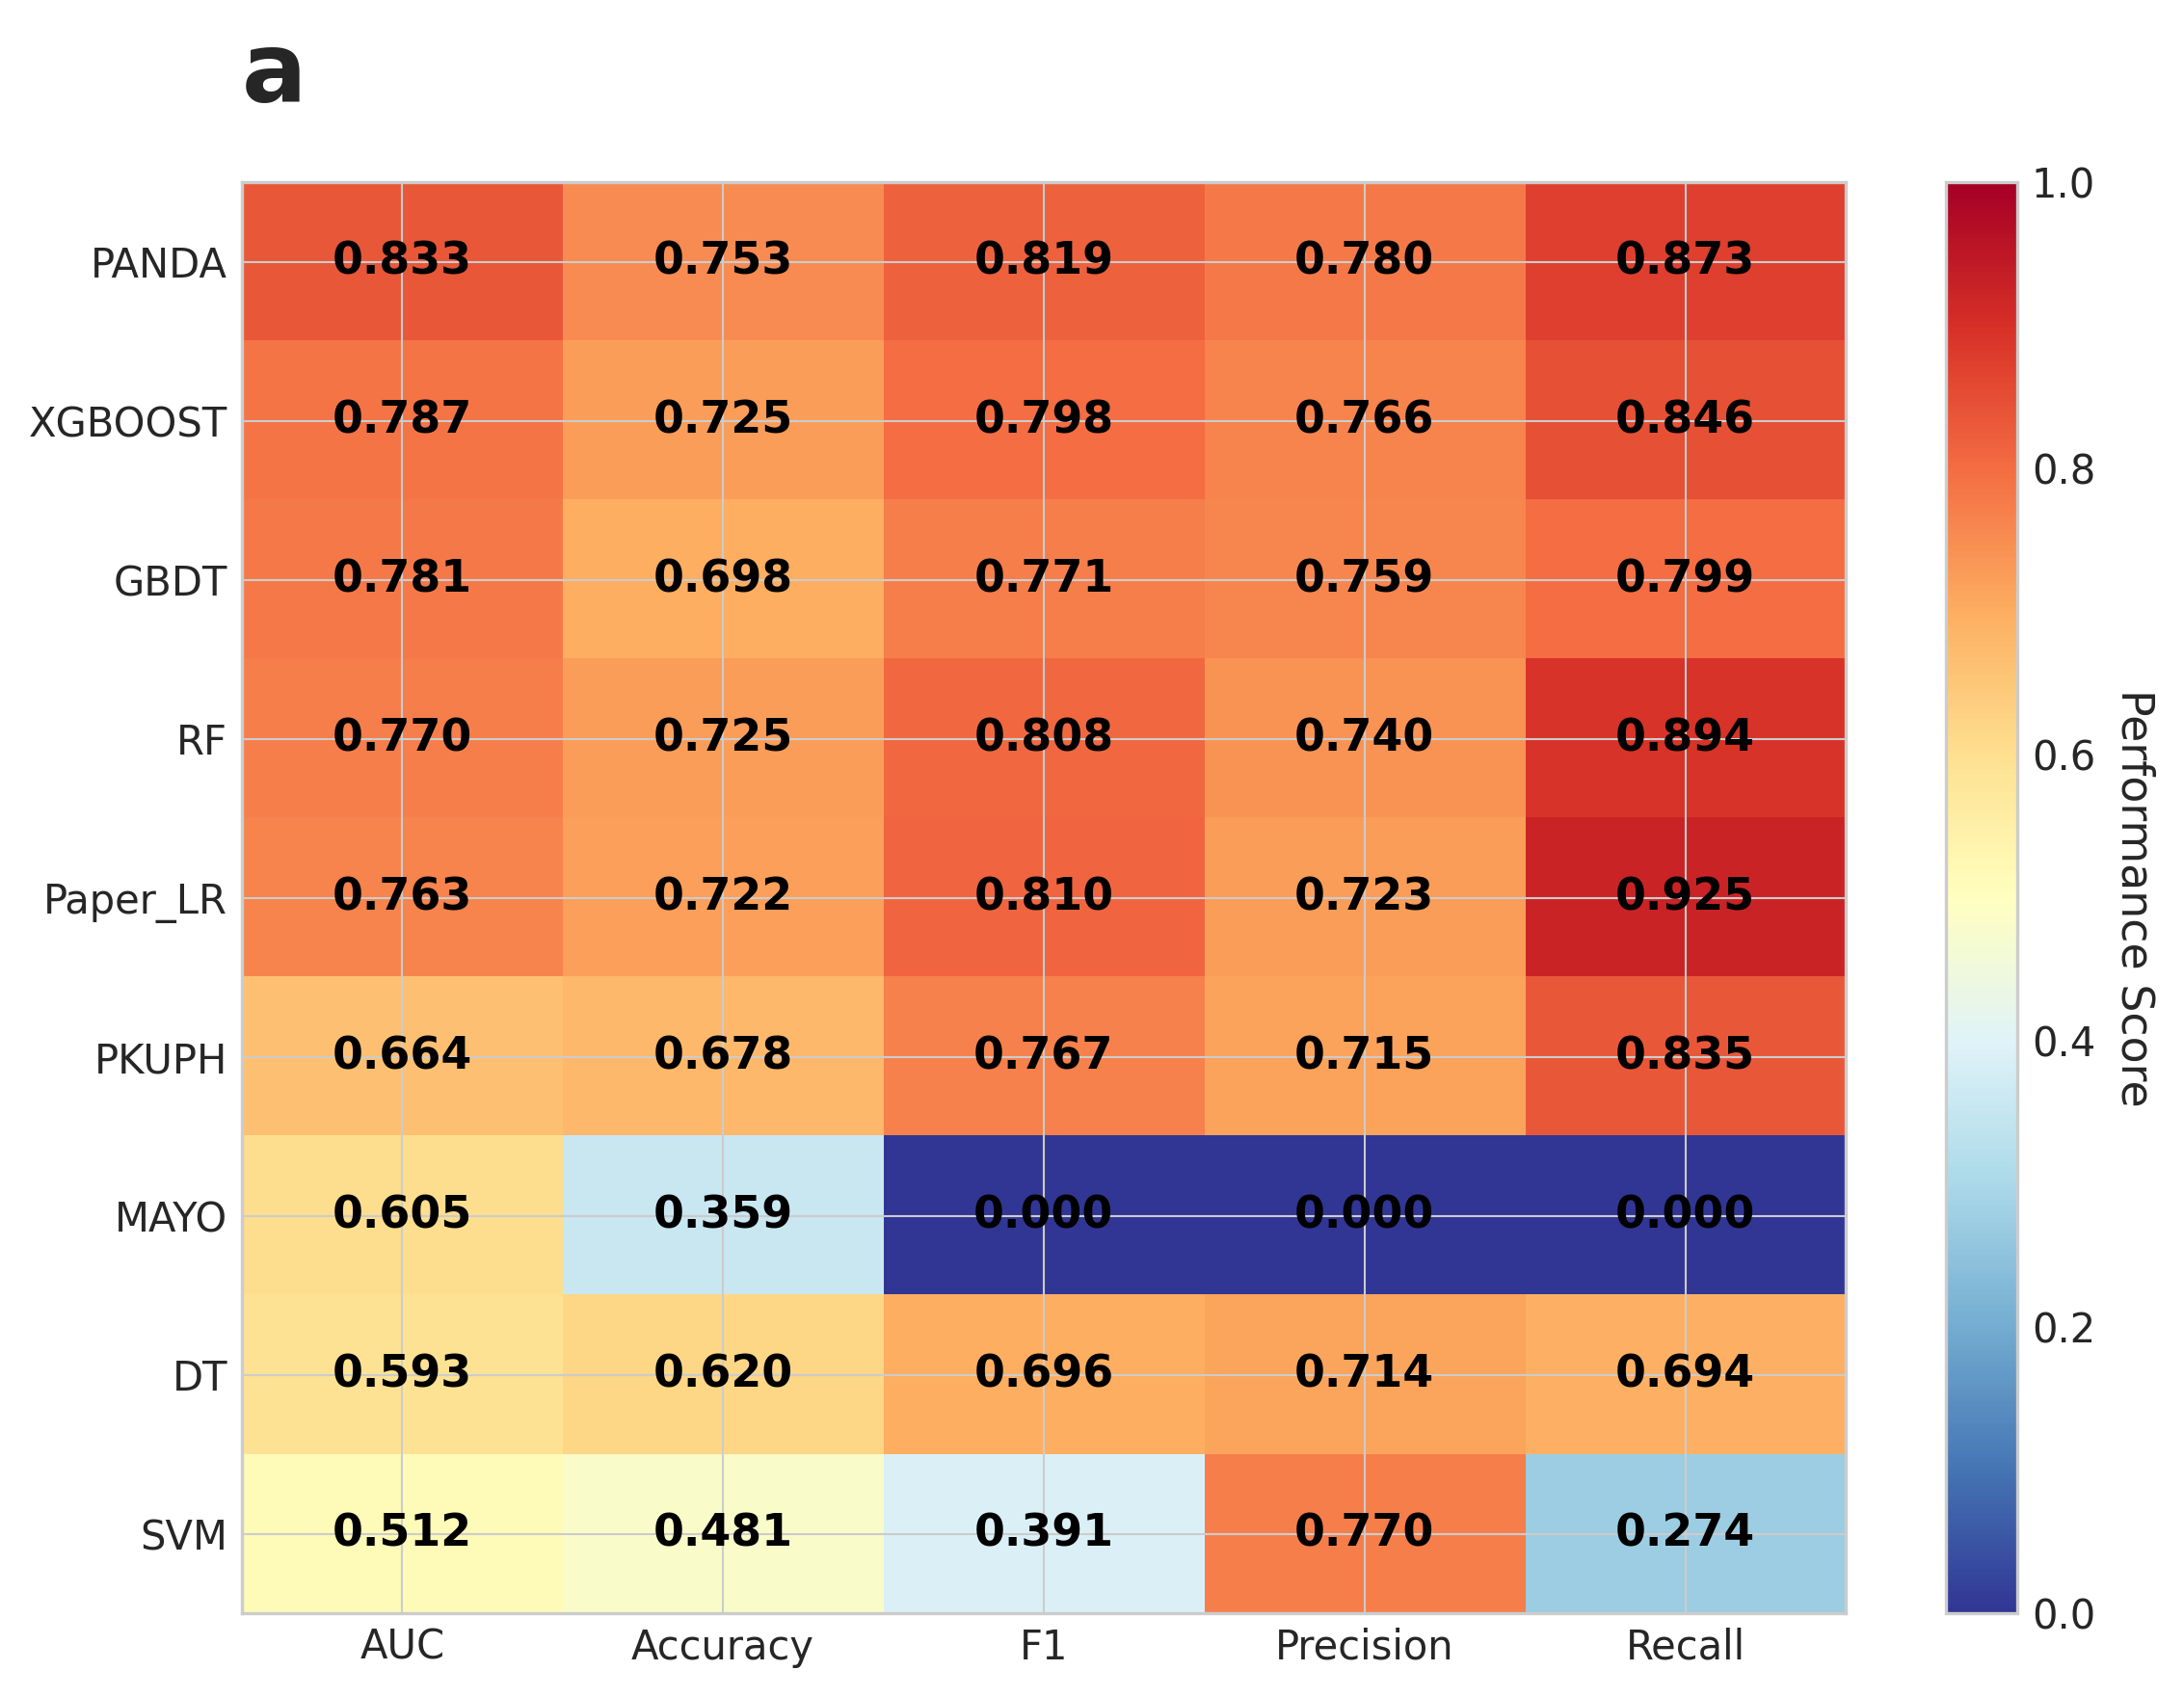 a
PANDA 0.833 0.753 0.819 0.780 0.873
XGBOOST 0.787 0.725 0.798 0.766 0.846
GBDT 0.781 0.698 0.771 0.759 0.799
RF 0.770 0.725 0.808 0.740 0.894
Paper_LR 0.763 0.722 0.810 0.723 0.925
PKUPH 0.664 0.678 0.767 0.715 0.835
MAYO 0.605 0.359 0.000 0.000 0.000
DT 0.593 0.620 0.696 0.714 0.694
SVM 0.512 0.481 0.391 0.770 0.274
AUC Accuracy F1 Precision Recall
1.0
0.8
0.6
0.4
0.2
0.0
Performance Score